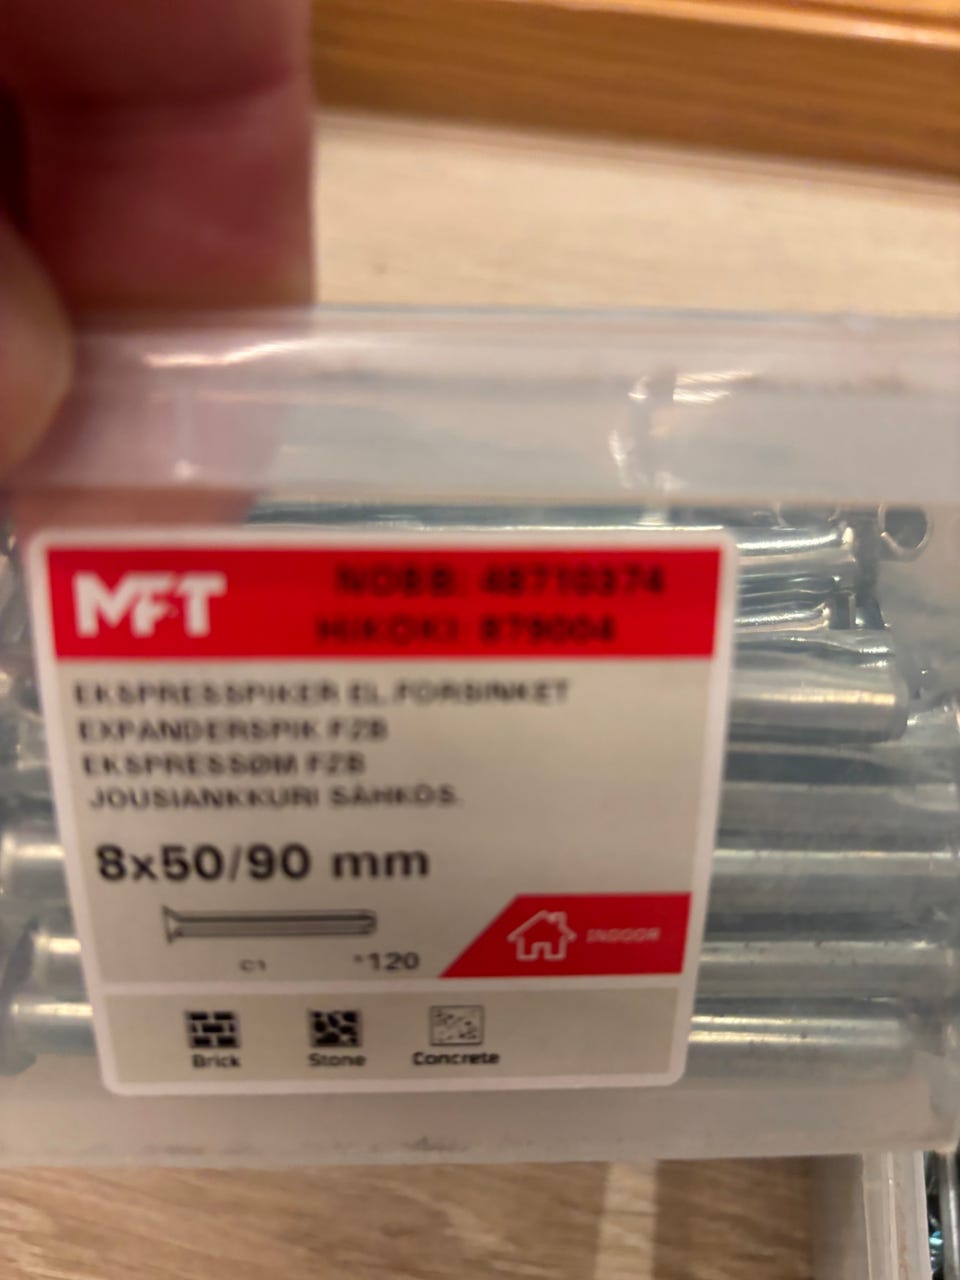 MFT
NOBB: 48710374
HIKOKI: 879004
EKSPRESSPIKER EL.FORSINKET
EXPANDERSPIK FZB
EKSPRESSØM FZB
JOUSIANKKURI SÄHKÖS.
8x50/90 mm
C1 *120
INDOOR
Brick Stone Concrete